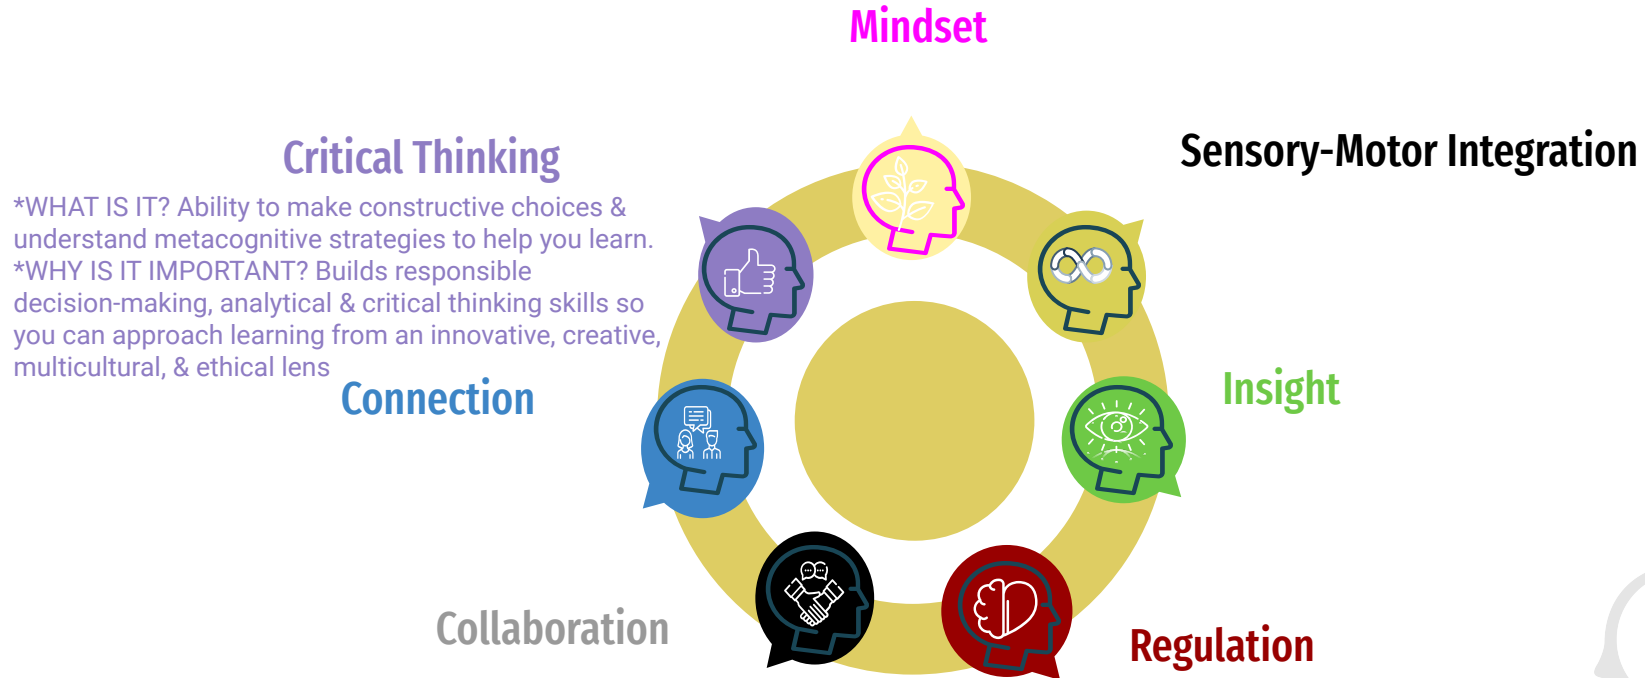 Mindset
Critical Thinking
Sensory-Motor Integration
*WHAT IS IT? Ability to make constructive choices &
understand metacognitive strategies to help you learn.
*WHY IS IT IMPORTANT? Builds responsible
decision-making, analytical & critical thinking skills so
you can approach learning from an innovative, creative,
multicultural, & ethical lens
Connection
Insight
Collaboration
Regulation